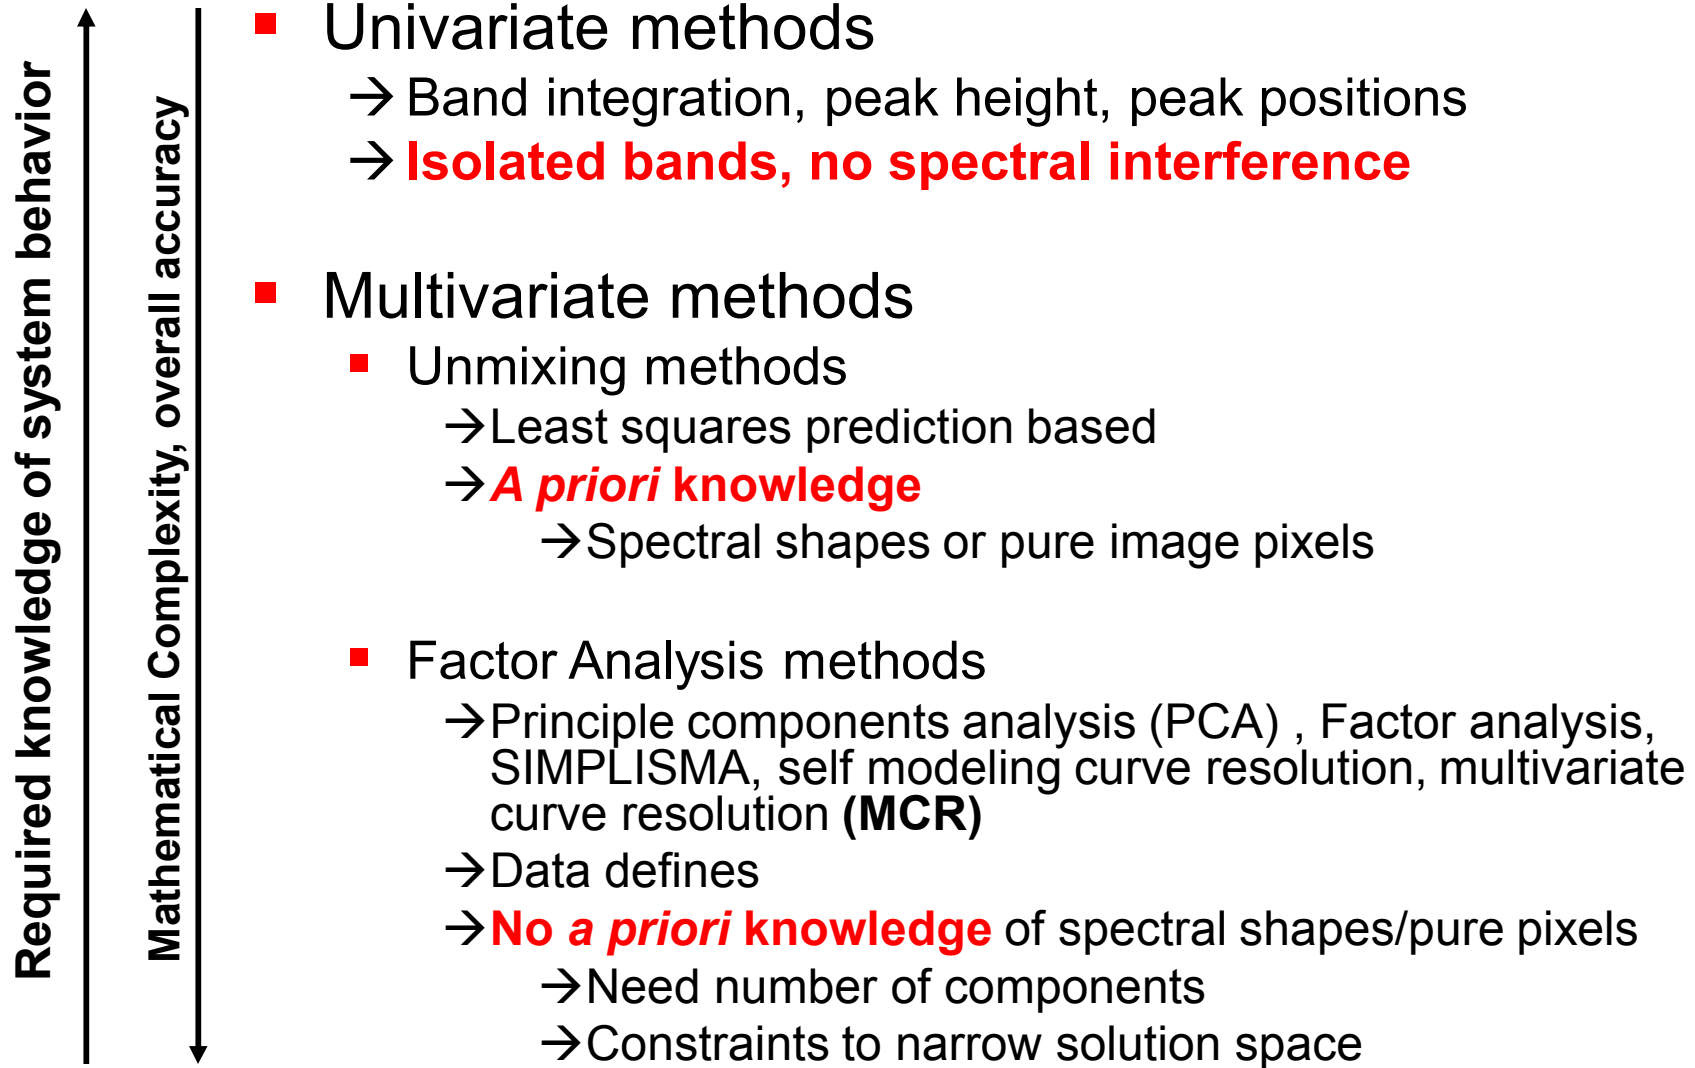 Required knowledge of system behavior
Mathematical Complexity, overall accuracy
▪ Univariate methods
→ Band integration, peak height, peak positions
→ Isolated bands, no spectral interference
▪ Multivariate methods
▪ Unmixing methods
→Least squares prediction based
→A priori knowledge
→Spectral shapes or pure image pixels
▪ Factor Analysis methods
→Principle components analysis (PCA) , Factor analysis,
SIMPLISMA, self modeling curve resolution, multivariate
curve resolution (MCR)
→Data defines
→No a priori knowledge of spectral shapes/pure pixels
→Need number of components
→Constraints to narrow solution space